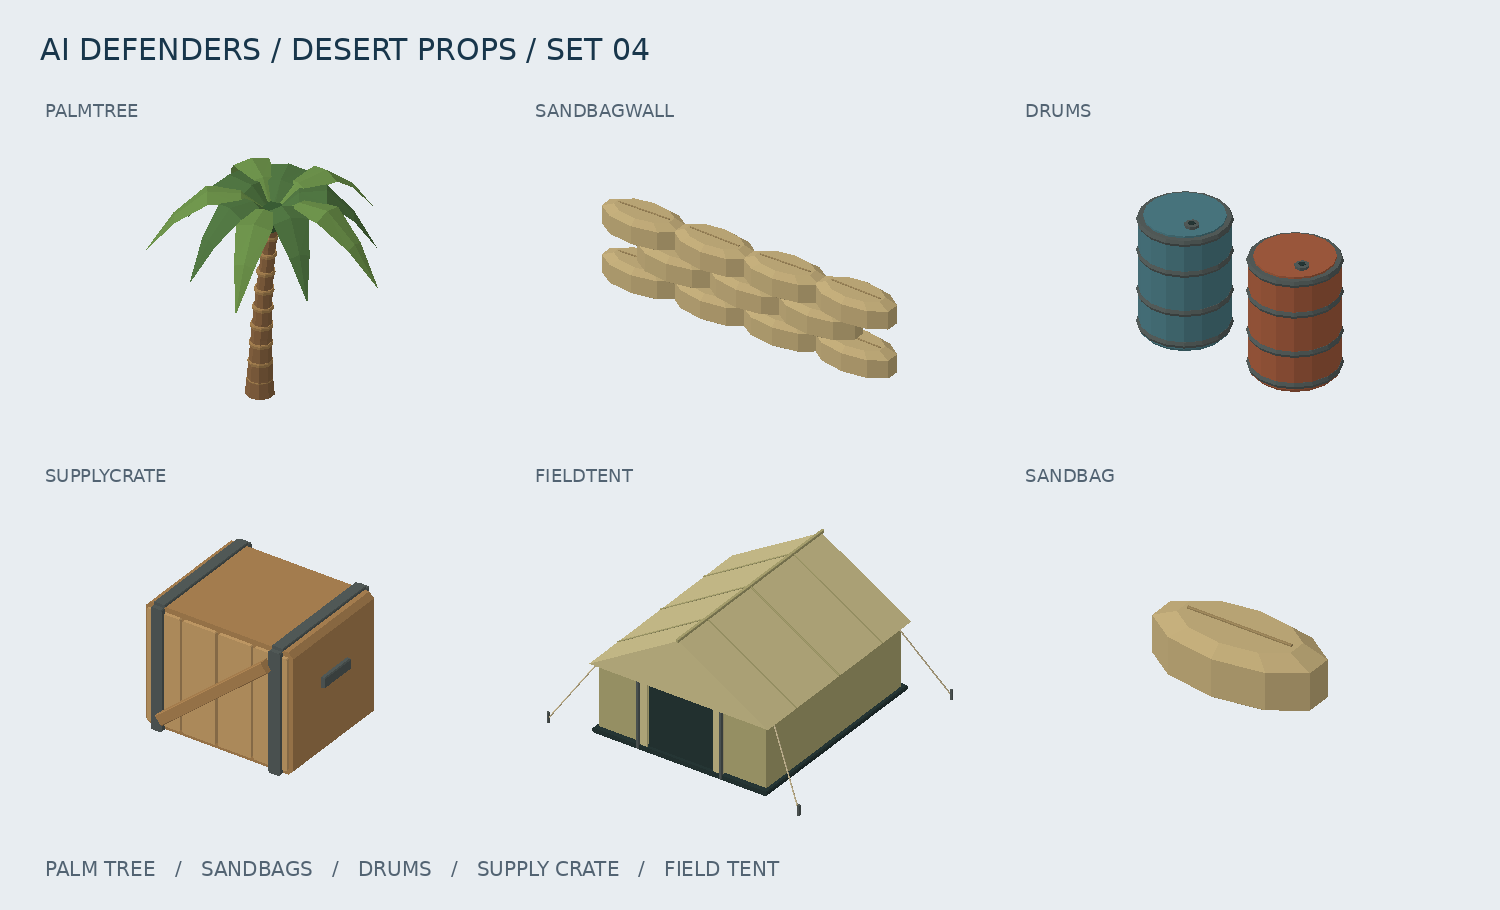 AI DEFENDERS / DESERT PROPS / SET 04
PALMTREE
SANDBAGWALL
DRUMS
SUPPLYCRATE
FIELDTENT
SANDBAG
PALM TREE / SANDBAGS / DRUMS / SUPPLY CRATE / FIELD TENT